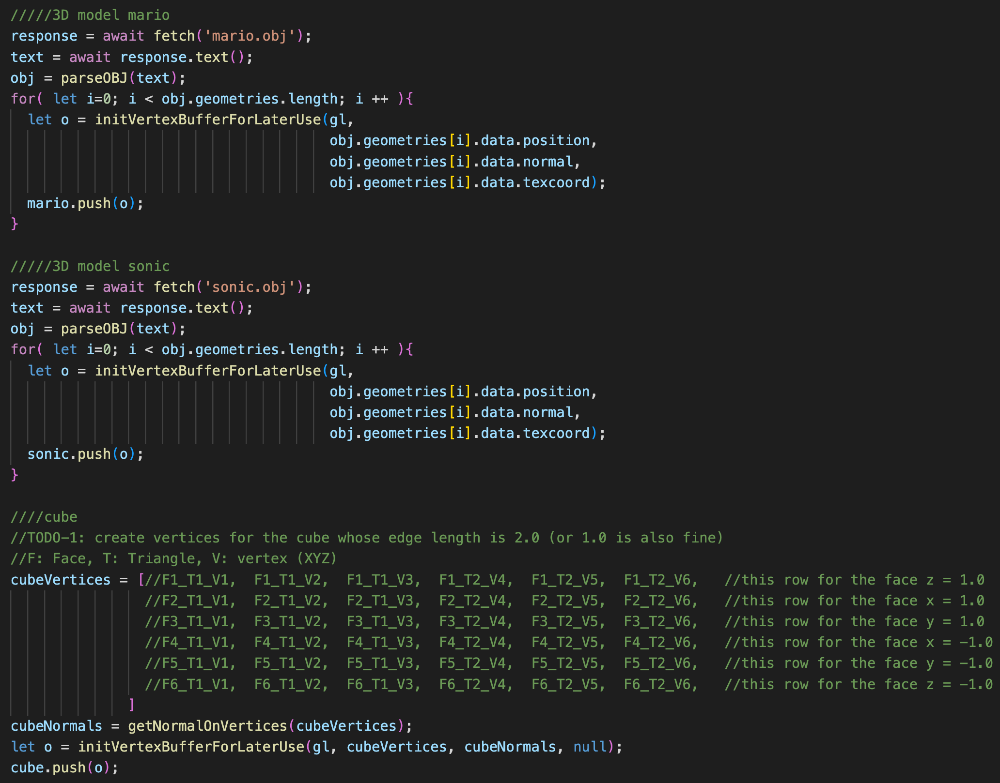 /////3D model mario
response = await fetch('mario.obj');
text = await response.text();
obj = parseOBJ(text);
for( let i=0; i < obj.geometries.length; i ++ ){
  let o = initVertexBufferForLaterUse(gl,
                                      obj.geometries[i].data.position,
                                      obj.geometries[i].data.normal,
                                      obj.geometries[i].data.texcoord);
  mario.push(o);
}

/////3D model sonic
response = await fetch('sonic.obj');
text = await response.text();
obj = parseOBJ(text);
for( let i=0; i < obj.geometries.length; i ++ ){
  let o = initVertexBufferForLaterUse(gl,
                                      obj.geometries[i].data.position,
                                      obj.geometries[i].data.normal,
                                      obj.geometries[i].data.texcoord);
  sonic.push(o);
}

////cube
//TODO-1: create vertices for the cube whose edge length is 2.0 (or 1.0 is also fine)
//F: Face, T: Triangle, V: vertex (XYZ)
cubeVertices = [//F1_T1_V1,  F1_T1_V2,  F1_T1_V3,  F1_T2_V4,  F1_T2_V5,  F1_T2_V6,   //this row for the face z = 1.0
                //F2_T1_V1,  F2_T1_V2,  F2_T1_V3,  F2_T2_V4,  F2_T2_V5,  F2_T2_V6,   //this row for the face x = 1.0
                //F3_T1_V1,  F3_T1_V2,  F3_T1_V3,  F3_T2_V4,  F3_T2_V5,  F3_T2_V6,   //this row for the face y = 1.0
                //F4_T1_V1,  F4_T1_V2,  F4_T1_V3,  F4_T2_V4,  F4_T2_V5,  F4_T2_V6,   //this row for the face x = -1.0
                //F5_T1_V1,  F5_T1_V2,  F5_T1_V3,  F5_T2_V4,  F5_T2_V5,  F5_T2_V6,   //this row for the face y = -1.0
                //F6_T1_V1,  F6_T1_V2,  F6_T1_V3,  F6_T2_V4,  F6_T2_V5,  F6_T2_V6,   //this row for the face z = -1.0
              ]
cubeNormals = getNormalOnVertices(cubeVertices);
let o = initVertexBufferForLaterUse(gl, cubeVertices, cubeNormals, null);
cube.push(o);